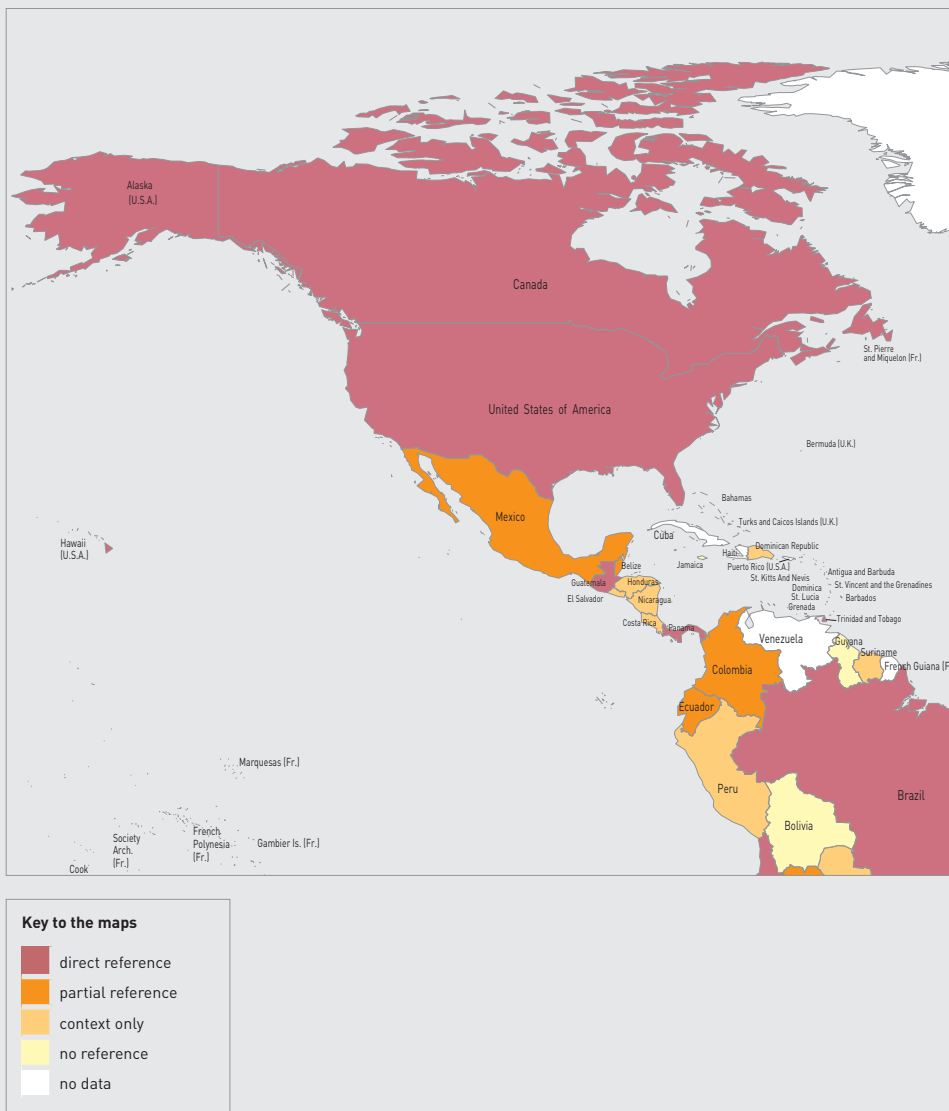 Alaska
(U.S.A.)
Canada
St. Pierre
and Miquelon (Fr.)
United States of America
Bermuda (U.K.)
Mexico
Bahamas
Turks and Caicos Islands (U.K.)
Cuba
Hawaii
(U.S.A.)
Haiti
Dominican Republic
Jamaica
Puerto Rico (U.S.A.)
Belize
Antigua and Barbuda
St. Kitts And Nevis
Guatemala
Honduras
St. Vincent and the Grenadines
Dominica
El Salvador
Nicaragua
St. Lucia
Barbados
Grenada
Costa Rica
Panama
Trinidad and Tobago
Venezuela
Guyana
Suriname
French Guiana (F
Colombia
Ecuador
Marquesas (Fr.)
Peru
Brazil
Bolivia
Society
Arch.
(Fr.)
French
Polynesia
(Fr.)
Gambier Is. (Fr.)
Cook
Key to the maps
direct reference
partial reference
context only
no reference
no data